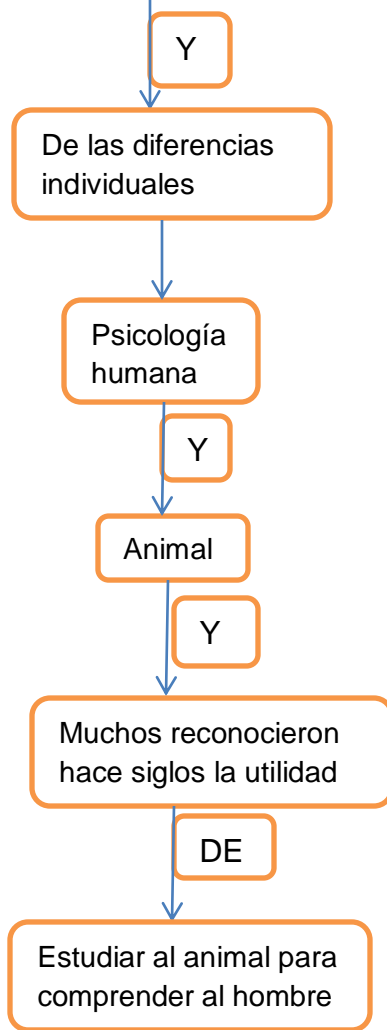 Y
De las diferencias
individuales
Psicología
humana
Y
Animal
Y
Muchos reconocieron
hace siglos la utilidad
DE
Estudiar al animal para
comprender al hombre